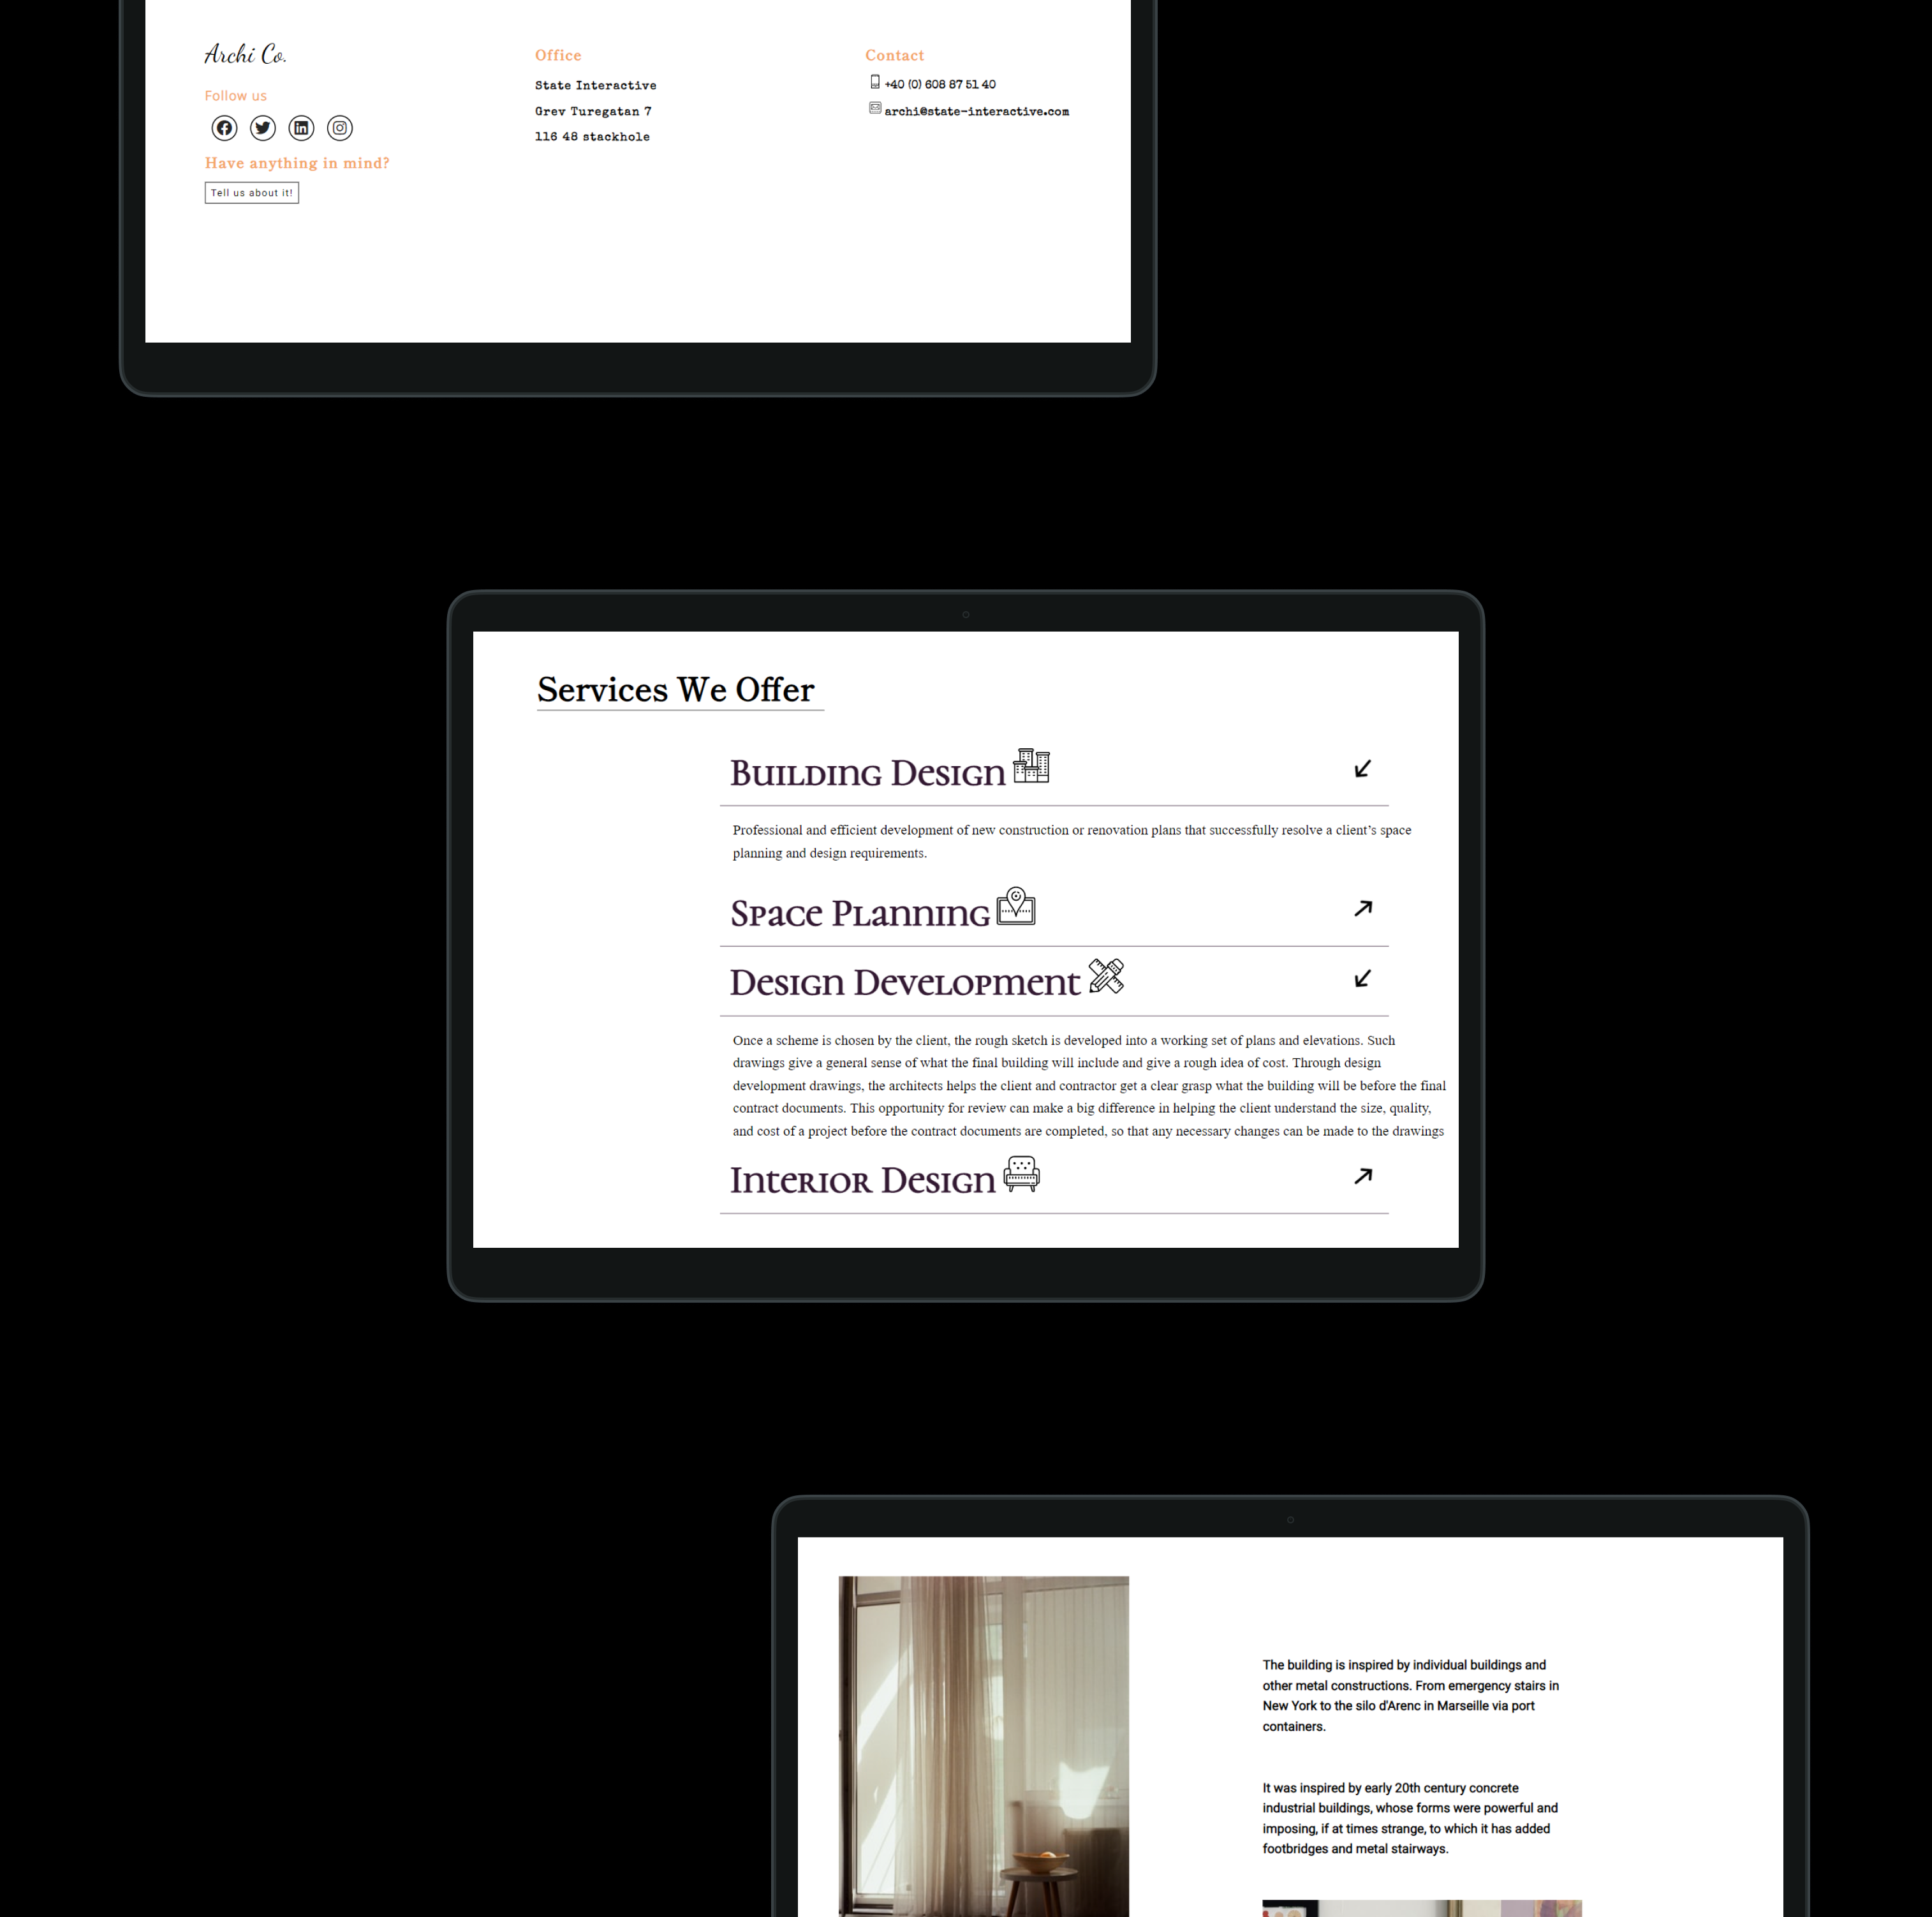 Archi Co.
Follow us
Have anything in mind?
Tell us about it!
Office
State Interactive
Grev Turegatan 7
116 48 stackhole
Contact
+40 (0) 608 87 51 40
archi@state-interactive.com
Services We Offer
Building Design
Professional and efficient development of new construction or renovation plans that successfully resolve a client’s space
planning and design requirements.
Space Planning
Design Development
Once a scheme is chosen by the client, the rough sketch is developed into a working set of plans and elevations. Such
drawings give a general sense of what the final building will include and give a rough idea of cost. Through design
development drawings, the architects helps the client and contractor get a clear grasp what the building will be before the final
contract documents. This opportunity for review can make a big difference in helping the client understand the size, quality,
and cost of a project before the contract documents are completed, so that any necessary changes can be made to the drawings
Interior Design
The building is inspired by individual buildings and
other metal constructions. From emergency stairs in
New York to the silo d'Arenc in Marseille via port
containers.
It was inspired by early 20th century concrete
industrial buildings, whose forms were powerful and
imposing, if at times strange, to which it has added
footbridges and metal stairways.